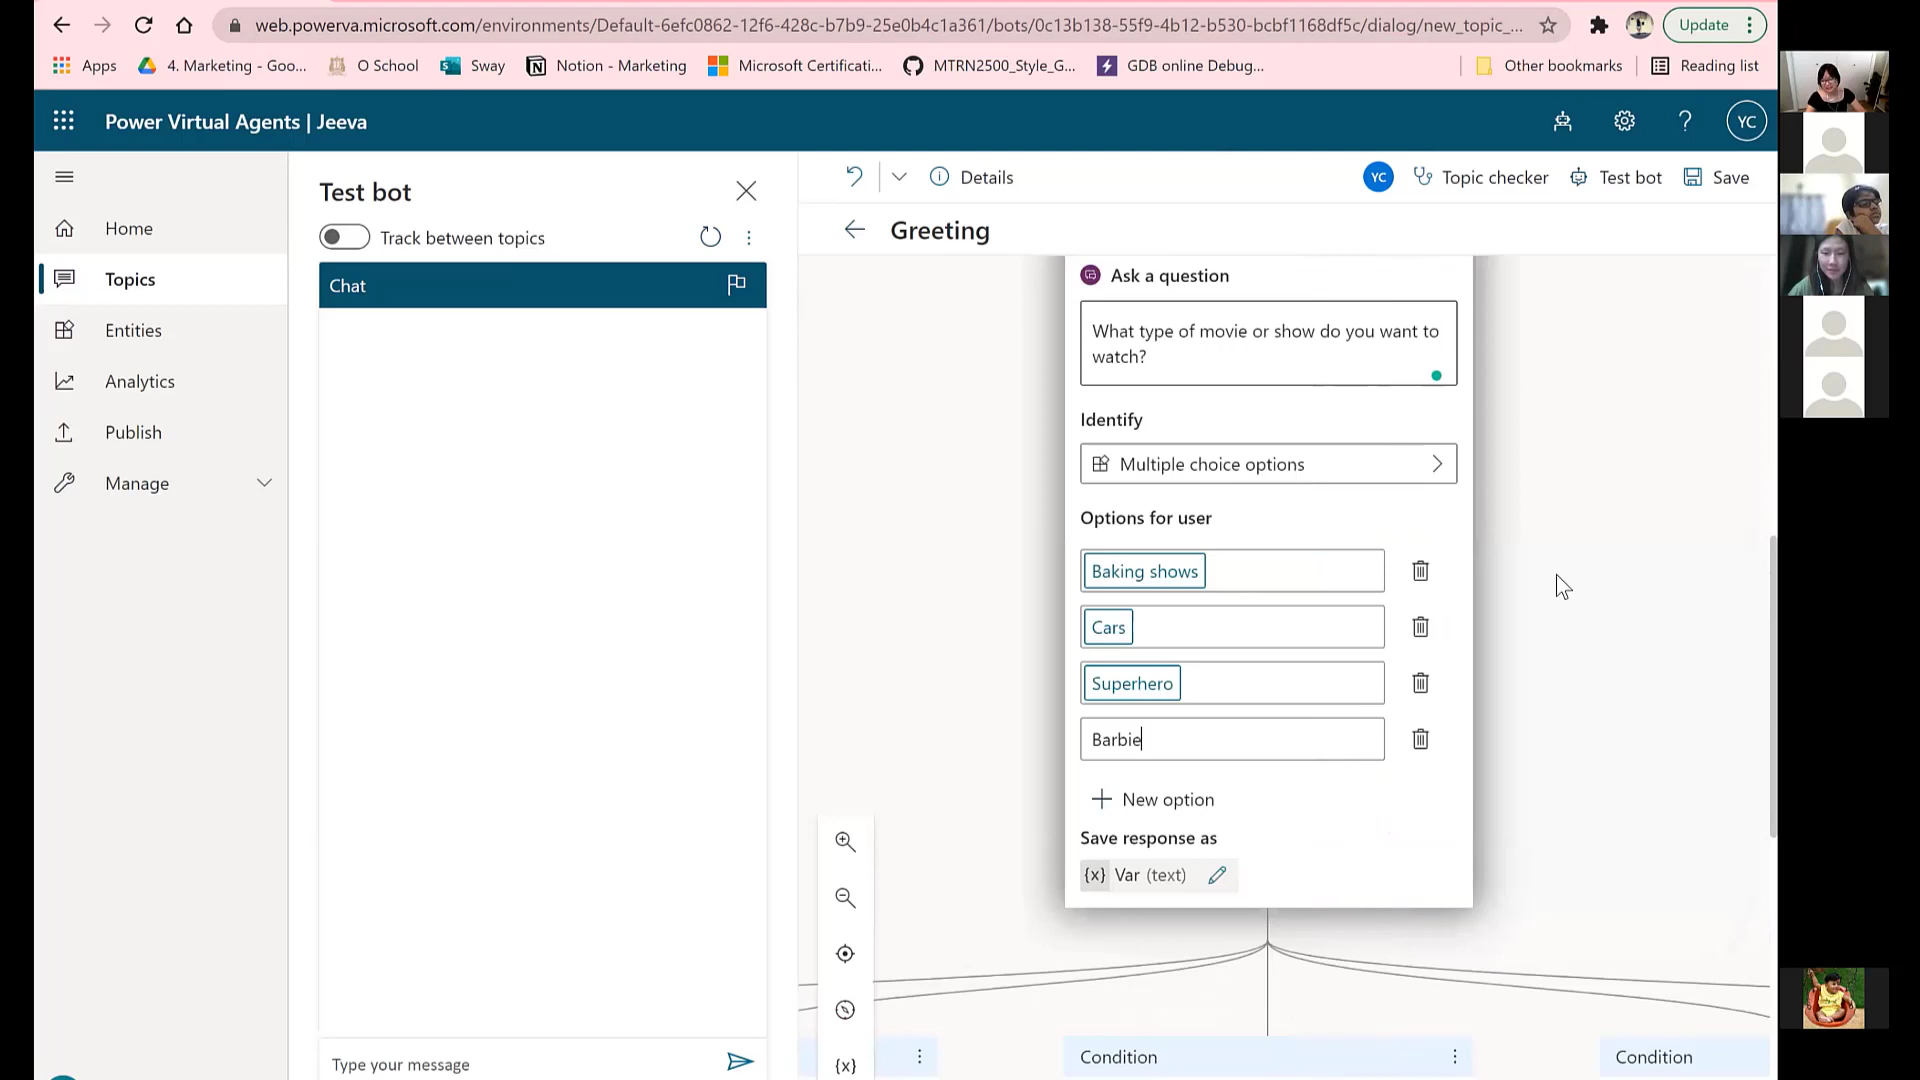 web.powerva.microsoft.com/environments/Default-6efc0862-12f6-428c-b7b9-25e0b4c1a361/bots/0c13b138-55f9-4b12-b530-bcbf1168df5c/dialog/new_topic_...
Update
Apps
4. Marketing - Goo...
O School
Sway
Notion - Marketing
Microsoft Certificati...
MTRN2500_Style_G...
GDB online Debug...
Other bookmarks
Reading list
Power Virtual Agents | Jeeva
YC
Home
Topics
Entities
Analytics
Publish
Manage
Test bot
Track between topics
Chat
Type your message
Details
YC
Topic checker
Test bot
Save
Greeting
Ask a question
What type of movie or show do you want to
watch?
Identify
Multiple choice options
Options for user
Baking shows
Cars
Superhero
Barbie
New option
Save response as
{x} Var (text)
{x}
Condition
Condition